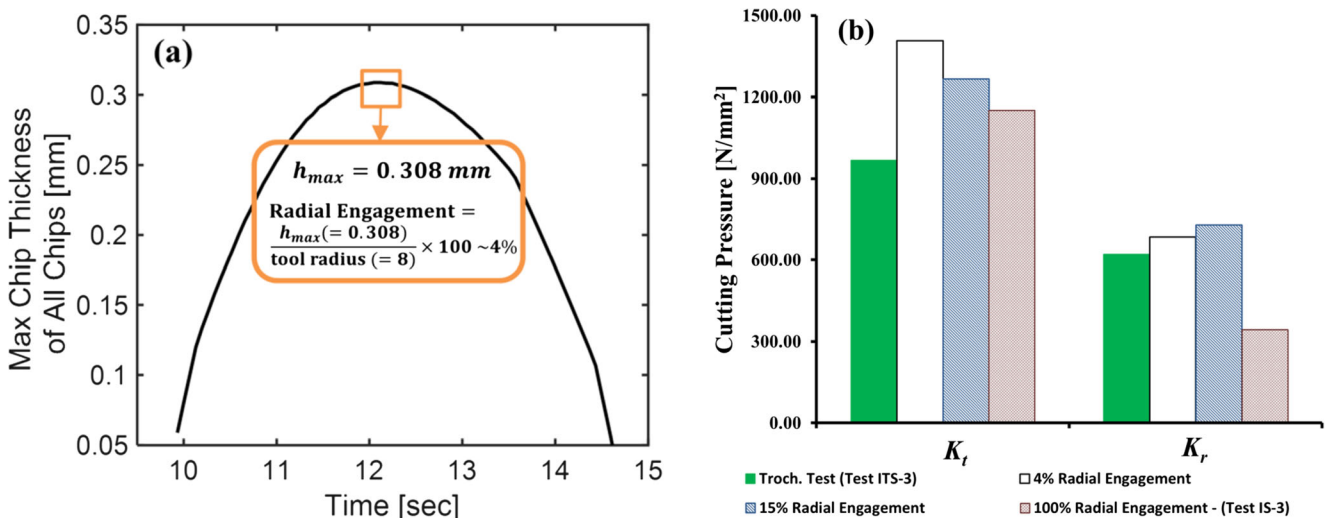 (a)
Max Chip Thickness
of All Chips [mm]
0.35
0.3
0.25
0.2
0.15
0.1
0.05
h_max = 0.308 mm
Radial Engagement =
h_max(= 0.308)
tool radius (= 8)
× 100 ~4%
10 11 12 13 14 15
Time [sec]
(b)
Cutting Pressure [N/mm²]
1500.00
1200.00
900.00
600.00
300.00
0.00
K_t K_r
Troch. Test (Test ITS-3) 4% Radial Engagement
15% Radial Engagement 100% Radial Engagement - (Test IS-3)